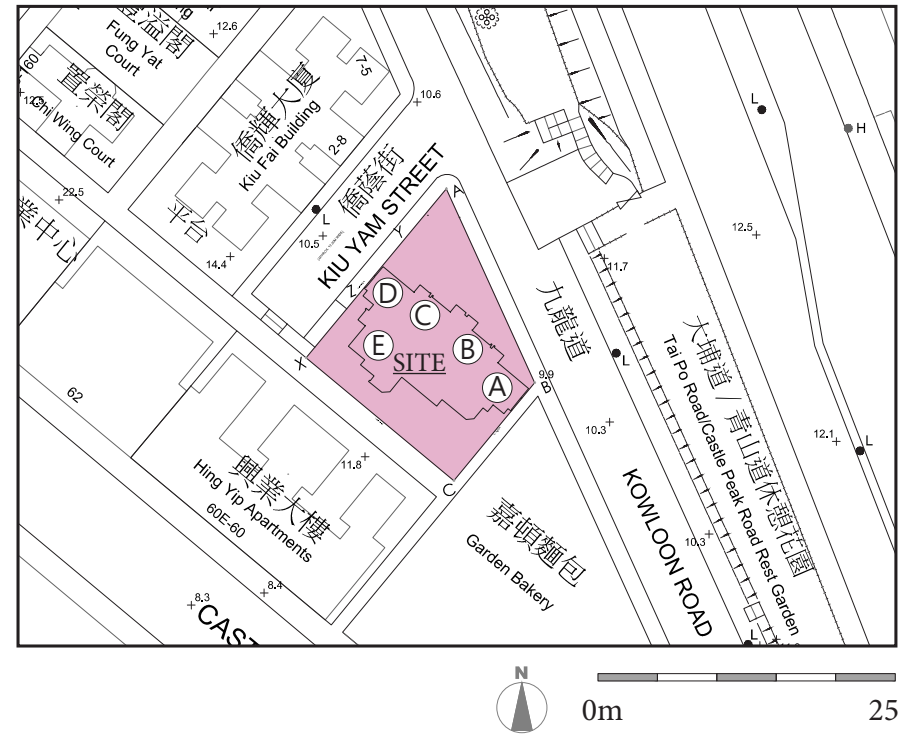 12.6
Fung Yat
Court
置榮閣
Chi Wing Court
僑輝大廈
Kiu Fai Building
7-5
2-8
平台
10.6
22.5
14.4
10.5
L
僑蔭街
KIU YAM STREET
業中心
A
Y
Z
X
D
C
E
B
A
SITE
9.9
B
C
九龍道
11.7
L
10.3
L
H
12.5
大埔道 / 青山道休憩花園
Tai Po Road/Castle Peak Road Rest Garden
12.1
L
62
興業大樓
Hing Yip Apartments
60E-60
11.8
嘉頓麵包
Garden Bakery
KOWLOON ROAD
10.3
L
8.3
8.4
CAST
N
0m
25